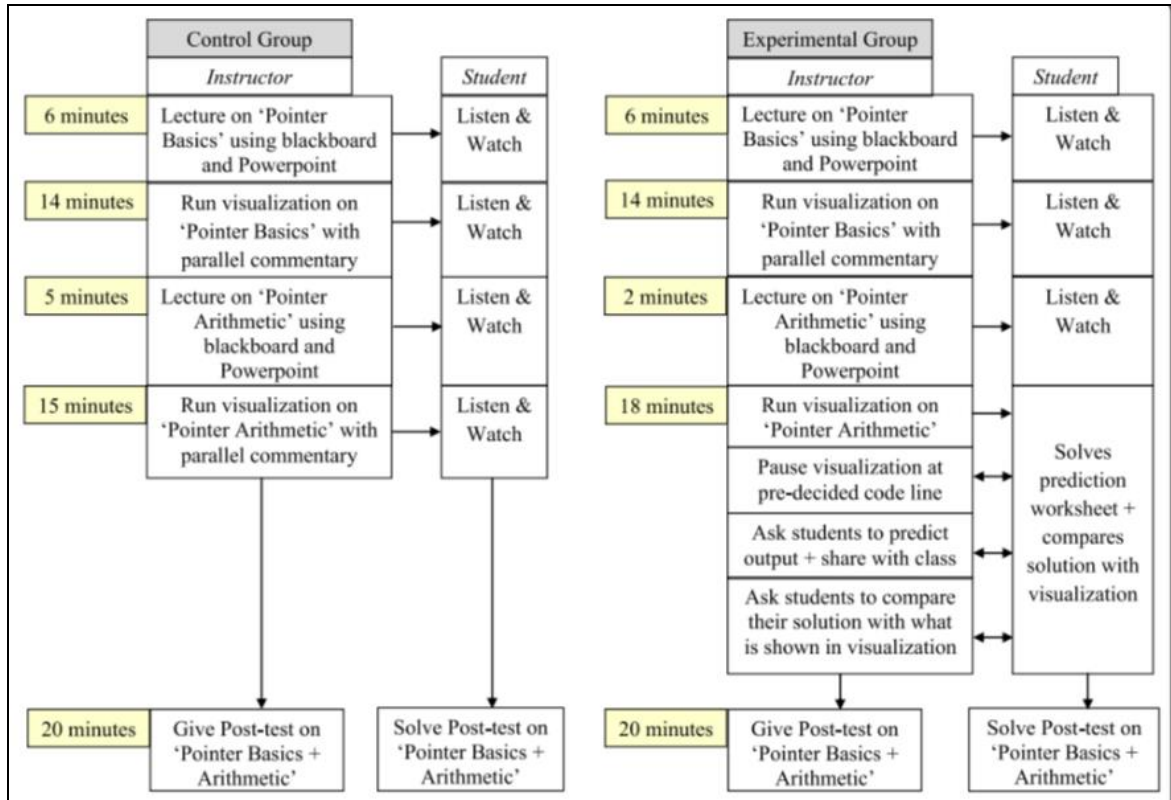 Control Group
Instructor
Student
6 minutes
Lecture on ‘Pointer
Basics’ using blackboard
and Powerpoint
Listen &
Watch
14 minutes
Run visualization on
‘Pointer Basics’ with
parallel commentary
Listen &
Watch
5 minutes
Lecture on ‘Pointer
Arithmetic’ using
blackboard and
Powerpoint
Listen &
Watch
15 minutes
Run visualization on
‘Pointer Arithmetic’ with
parallel commentary
Listen &
Watch
20 minutes
Give Post-test on
‘Pointer Basics +
Arithmetic’
Solve Post-test on
‘Pointer Basics +
Arithmetic’
Experimental Group
Instructor
Student
6 minutes
Lecture on ‘Pointer
Basics’ using blackboard
and Powerpoint
Listen &
Watch
14 minutes
Run visualization on
‘Pointer Basics’ with
parallel commentary
Listen &
Watch
2 minutes
Lecture on ‘Pointer
Arithmetic’ using
blackboard and
Powerpoint
Listen &
Watch
18 minutes
Run visualization on
‘Pointer Arithmetic’
Pause visualization at
pre-decided code line
Ask students to predict
output + share with class
Ask students to compare
their solution with what
is shown in visualization
Solves
prediction
worksheet +
compares
solution with
visualization
20 minutes
Give Post-test on
‘Pointer Basics +
Arithmetic’
Solve Post-test on
‘Pointer Basics +
Arithmetic’